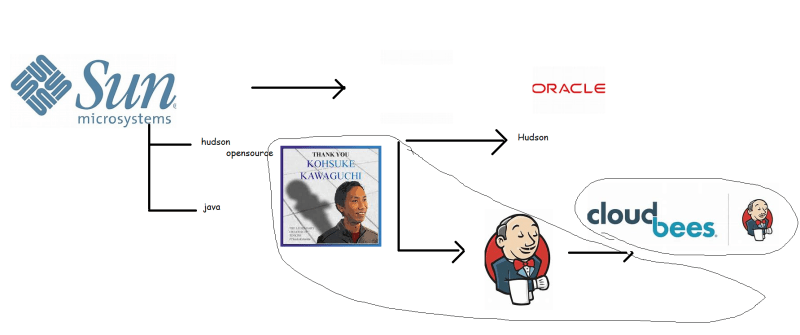 Sun
microsystems
ORACLE
hudson
opensource
Hudson
THANK YOU
KOHSUKE
KAWAGUCHI
java
cloudbees